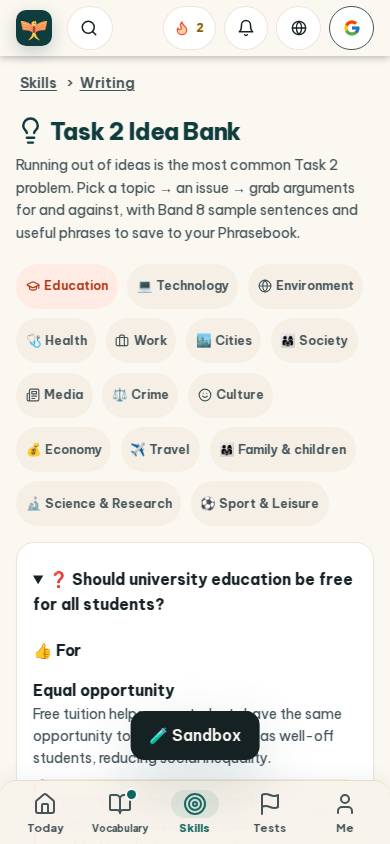 2
Skills > Writing
Task 2 Idea Bank
Running out of ideas is the most common Task 2
problem. Pick a topic → an issue → grab arguments
for and against, with Band 8 sample sentences and
useful phrases to save to your Phrasebook.
Education Technology Environment
Health Work Cities Society
Media Crime Culture
Economy Travel Family & children
Science & Research Sport & Leisure
▼ ❓ Should university education be free
for all students?
👍 For
Equal opportunity
Free tuition have the same
opportunity to as well-off
students, reducing social inequality.
🧪 Sandbox
Today Vocabulary Skills Tests Me